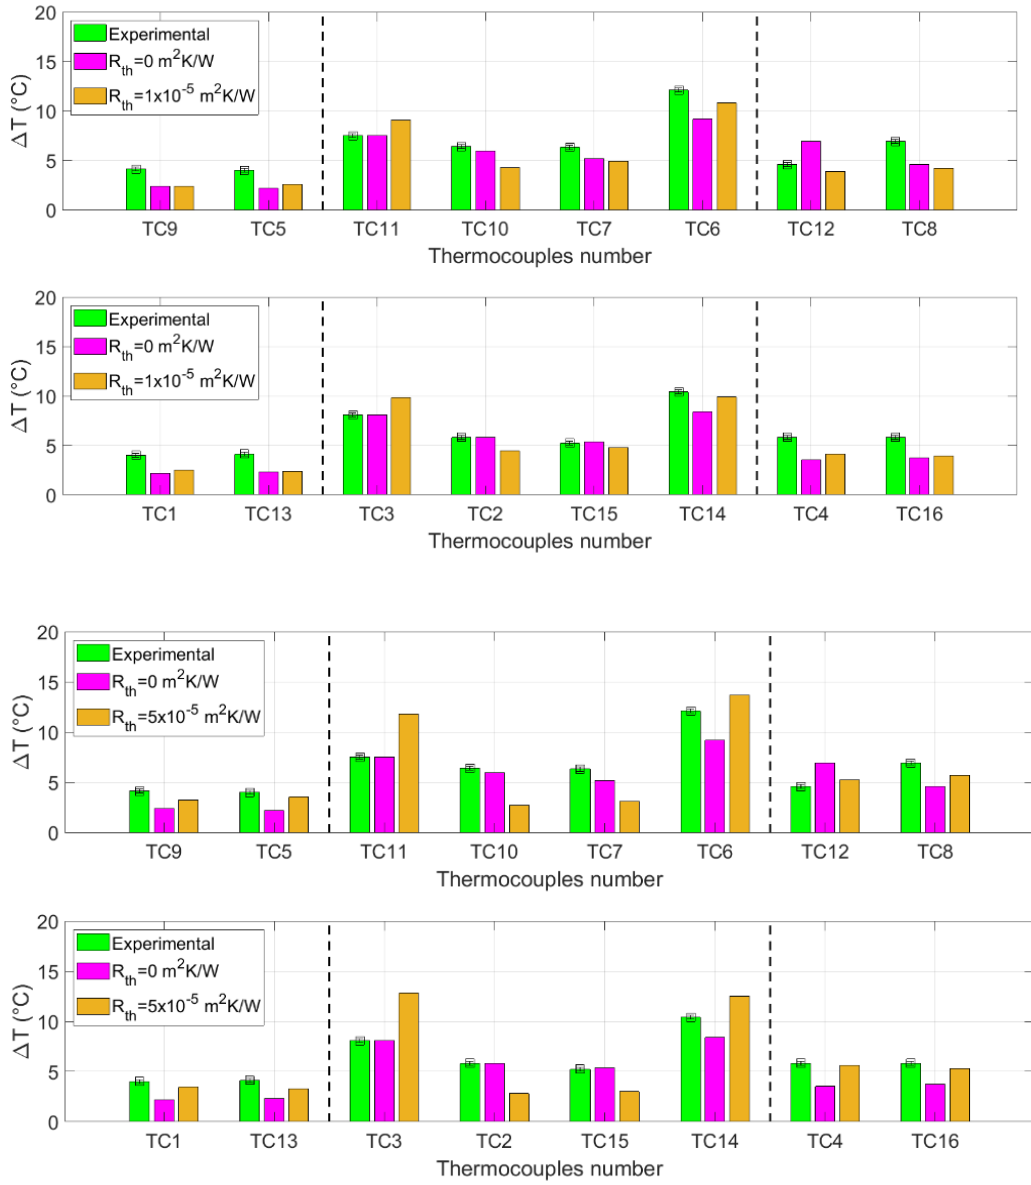 20
15
10
5
0
ΔT (°C)
Experimental
R_th=0 m²K/W
R_th=1x10⁻⁵ m²K/W
TC9 TC5 TC11 TC10 TC7 TC6 TC12 TC8
Thermocouples number
20
15
10
5
0
ΔT (°C)
Experimental
R_th=0 m²K/W
R_th=1x10⁻⁵ m²K/W
TC1 TC13 TC3 TC2 TC15 TC14 TC4 TC16
Thermocouples number
20
15
10
5
0
ΔT (°C)
Experimental
R_th=0 m²K/W
R_th=5x10⁻⁵ m²K/W
TC9 TC5 TC11 TC10 TC7 TC6 TC12 TC8
Thermocouples number
20
15
10
5
0
ΔT (°C)
Experimental
R_th=0 m²K/W
R_th=5x10⁻⁵ m²K/W
TC1 TC13 TC3 TC2 TC15 TC14 TC4 TC16
Thermocouples number